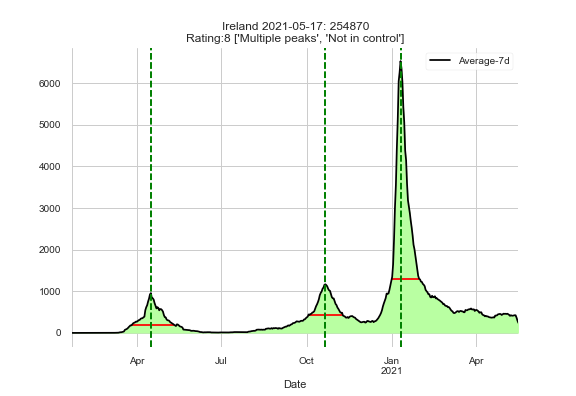 Ireland 2021-05-17: 254870
Rating:8 ['Multiple peaks', 'Not in control']
Average-7d
6000
5000
4000
3000
2000
1000
0
Apr
Jul
Oct
Jan
2021
Apr
Date